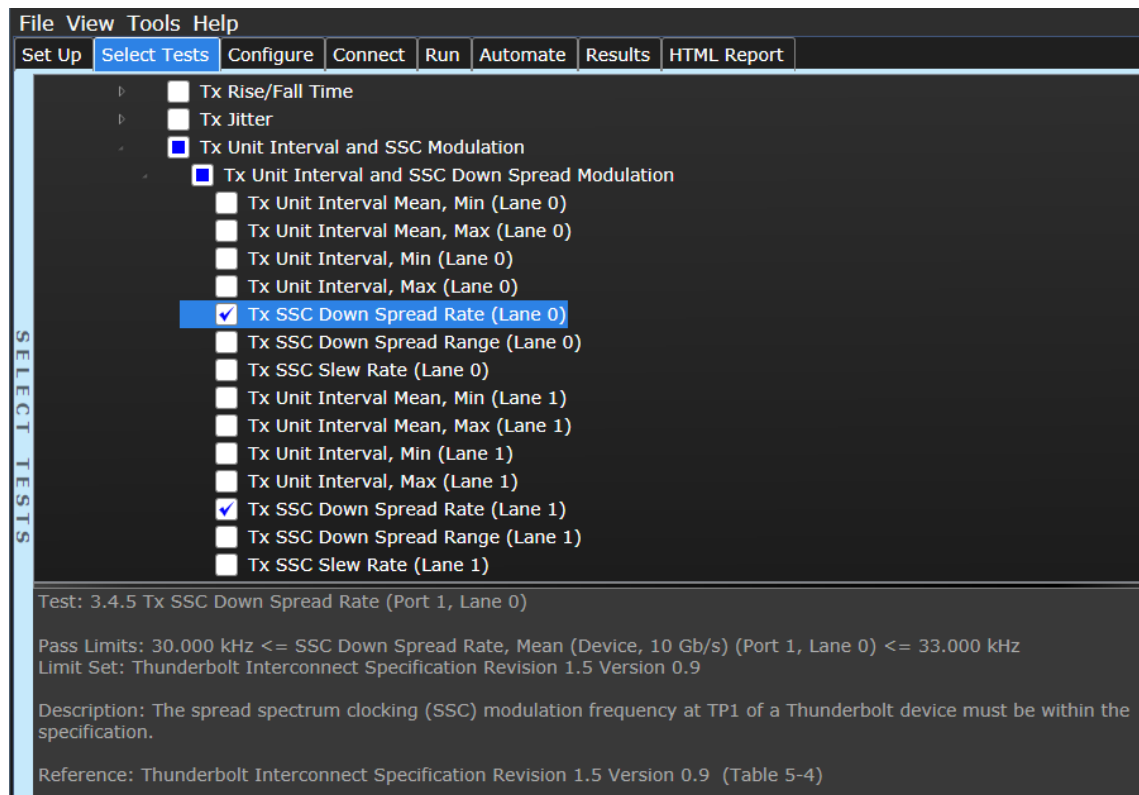 File View Tools Help
Set Up Select Tests Configure Connect Run Automate Results HTML Report
SELECT TESTS
Tx Rise/Fall Time
Tx Jitter
Tx Unit Interval and SSC Modulation
Tx Unit Interval and SSC Down Spread Modulation
Tx Unit Interval Mean, Min (Lane 0)
Tx Unit Interval Mean, Max (Lane 0)
Tx Unit Interval, Min (Lane 0)
Tx Unit Interval, Max (Lane 0)
Tx SSC Down Spread Rate (Lane 0)
Tx SSC Down Spread Range (Lane 0)
Tx SSC Slew Rate (Lane 0)
Tx Unit Interval Mean, Min (Lane 1)
Tx Unit Interval Mean, Max (Lane 1)
Tx Unit Interval, Min (Lane 1)
Tx Unit Interval, Max (Lane 1)
Tx SSC Down Spread Rate (Lane 1)
Tx SSC Down Spread Range (Lane 1)
Tx SSC Slew Rate (Lane 1)
Test: 3.4.5 Tx SSC Down Spread Rate (Port 1, Lane 0)
Pass Limits: 30.000 kHz <= SSC Down Spread Rate, Mean (Device, 10 Gb/s) (Port 1, Lane 0) <= 33.000 kHz
Limit Set: Thunderbolt Interconnect Specification Revision 1.5 Version 0.9
Description: The spread spectrum clocking (SSC) modulation frequency at TP1 of a Thunderbolt device must be within the
specification.
Reference: Thunderbolt Interconnect Specification Revision 1.5 Version 0.9 (Table 5-4)